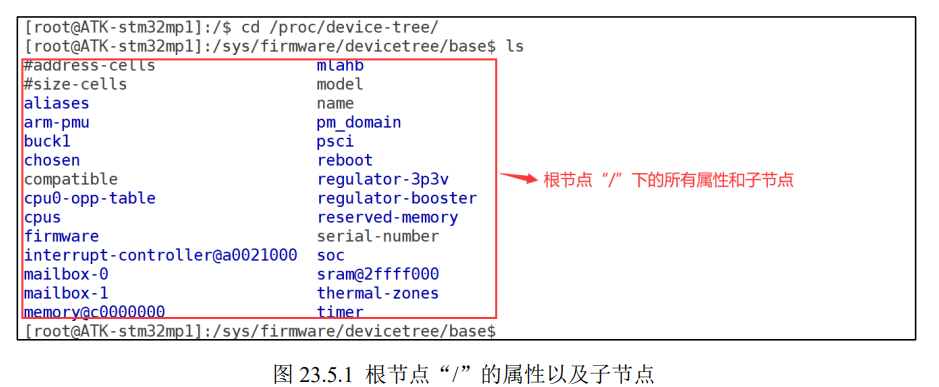 [root@ATK-stm32mp1]:/$ cd /proc/device-tree/
[root@ATK-stm32mp1]:/sys/firmware/devicetree/base$ ls
#address-cells mlahb
#size-cells model
aliases name
arm-pmu pm_domain
buck1 psci
chosen reboot
compatible regulator-3p3v
cpu0-opp-table regulator-booster
cpus reserved-memory
firmware serial-number
interrupt-controller@a0021000 soc
mailbox-0 sram@2ffff000
mailbox-1 thermal-zones
memory@c0000000 timer
[root@ATK-stm32mp1]:/sys/firmware/devicetree/base$
根节点“/”下的所有属性和子节点
图 23.5.1 根节点“/”的属性以及子节点